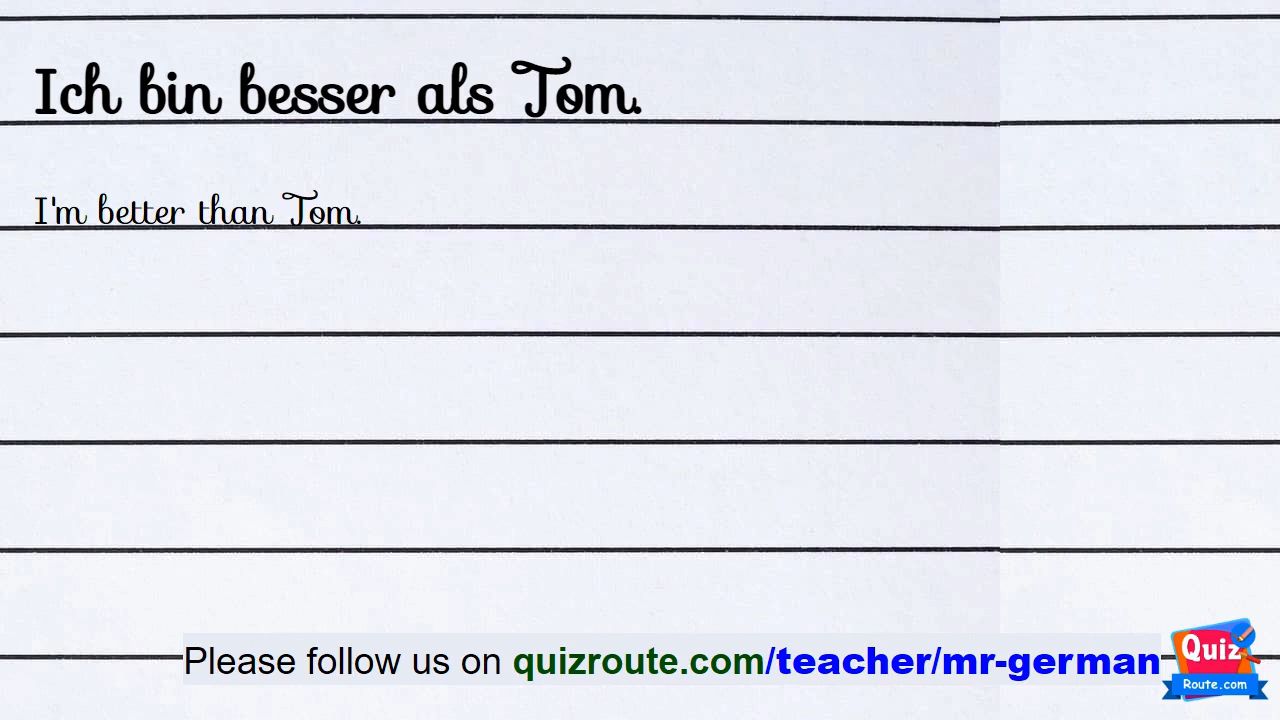 Ich bin besser als Tom.
I'm better than Tom.
Please follow us on quizroute.com/teacher/mr-german
Quiz
Route.com